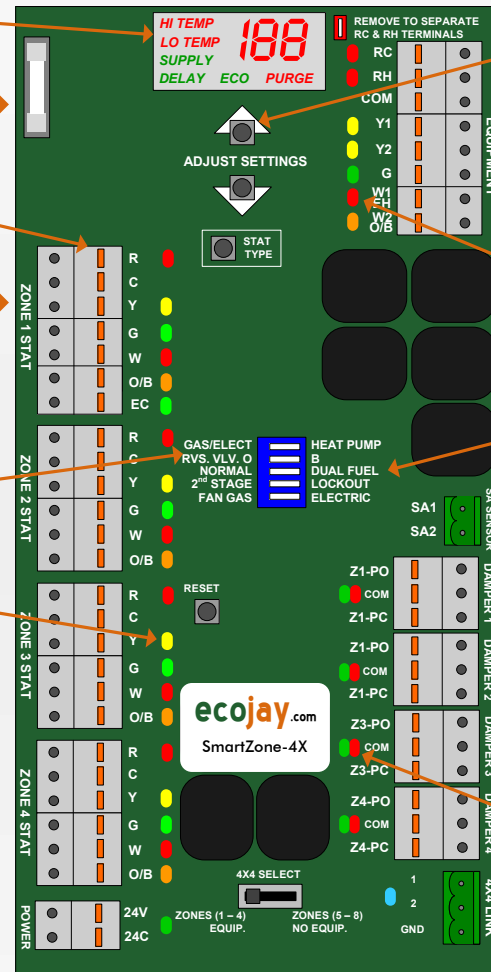 HI TEMP
LO TEMP
SUPPLY
DELAY ECO PURGE
188
REMOVE TO SEPARATE
RC & RH TERMINALS
RC
RH
COM
Y1
Y2
G
W1
EH
W2
O/B
EQUIPMENT
ADJUST SETTINGS
STAT
TYPE
ZONE 1 STAT
R
C
Y
G
W
O/B
EC
ZONE 2 STAT
R
C
Y
G
W
O/B
GAS/ELECT HEAT PUMP
RVS. VLV. O B
NORMAL DUAL FUEL
2nd STAGE LOCKOUT
FAN GAS ELECTRIC
SA1
SA2
SA SENSOR
ZONE 3 STAT
R
C
Y
G
W
O/B
RESET
Z1-PO
COM
Z1-PC
DAMPER 1
Z1-PO
COM
Z1-PC
DAMPER 2
Z3-PO
COM
Z3-PC
DAMPER 3
Z4-PO
COM
Z4-PC
DAMPER 4
ecojay.com
SmartZone-4X
ZONE 4 STAT
R
C
Y
G
W
O/B
POWER
24V
24C
4X4 SELECT
ZONES (1 – 4)
EQUIP.
ZONES (5 – 8)
NO EQUIP.
1
2
GND
4X4 LINK